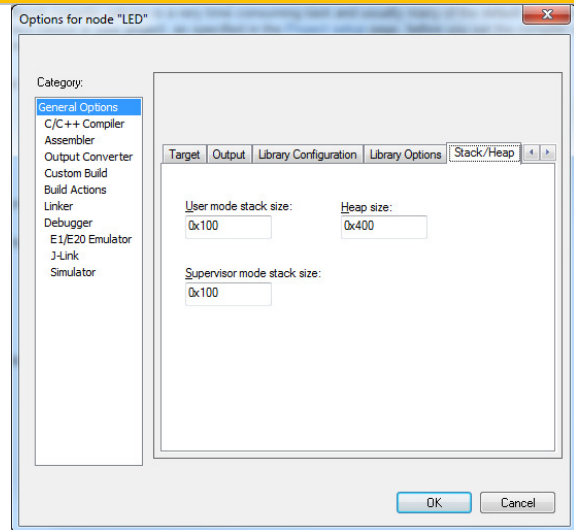 Options for node "LED"
Category:
General Options
C/C++ Compiler
Assembler
Output Converter
Custom Build
Build Actions
Linker
Debugger
E1/E20 Emulator
J-Link
Simulator
Target Output Library Configuration Library Options Stack/Heap
User mode stack size: Heap size:
0x100 0x400
Supervisor mode stack size:
0x100
OK Cancel